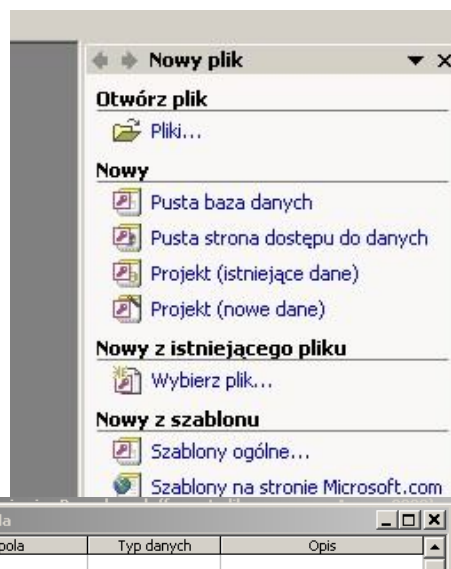 Nowy plik
Otwórz plik
Pliki...
Nowy
Pusta baza danych
Pusta strona dostępu do danych
Projekt (istniejące dane)
Projekt (nowe dane)
Nowy z istniejącego pliku
Wybierz plik...
Nowy z szablonu
Szablony ogólne...
Szablony na stronie Microsoft.com
Typ danych Opis